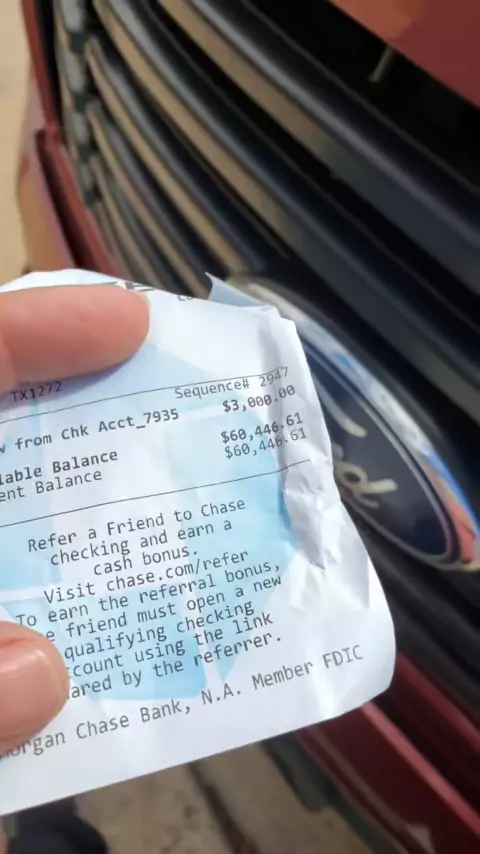 TX1272
Sequence# 2947
w from Chk Acct_7935 $3,000.00
lable Balance $60,446.61
ent Balance $60,446.61
Refer a Friend to Chase
checking and earn a
cash bonus.
Visit chase.com/refer
To earn the referral bonus,
e friend must open a new
qualifying checking
count using the link
ared by the referrer.
organ Chase Bank, N.A. Member FDIC
Ford